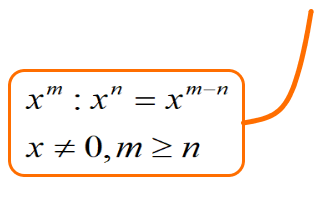 xᵐ : xⁿ = xᵐ⁻ⁿ
x ≠ 0, m ≥ n